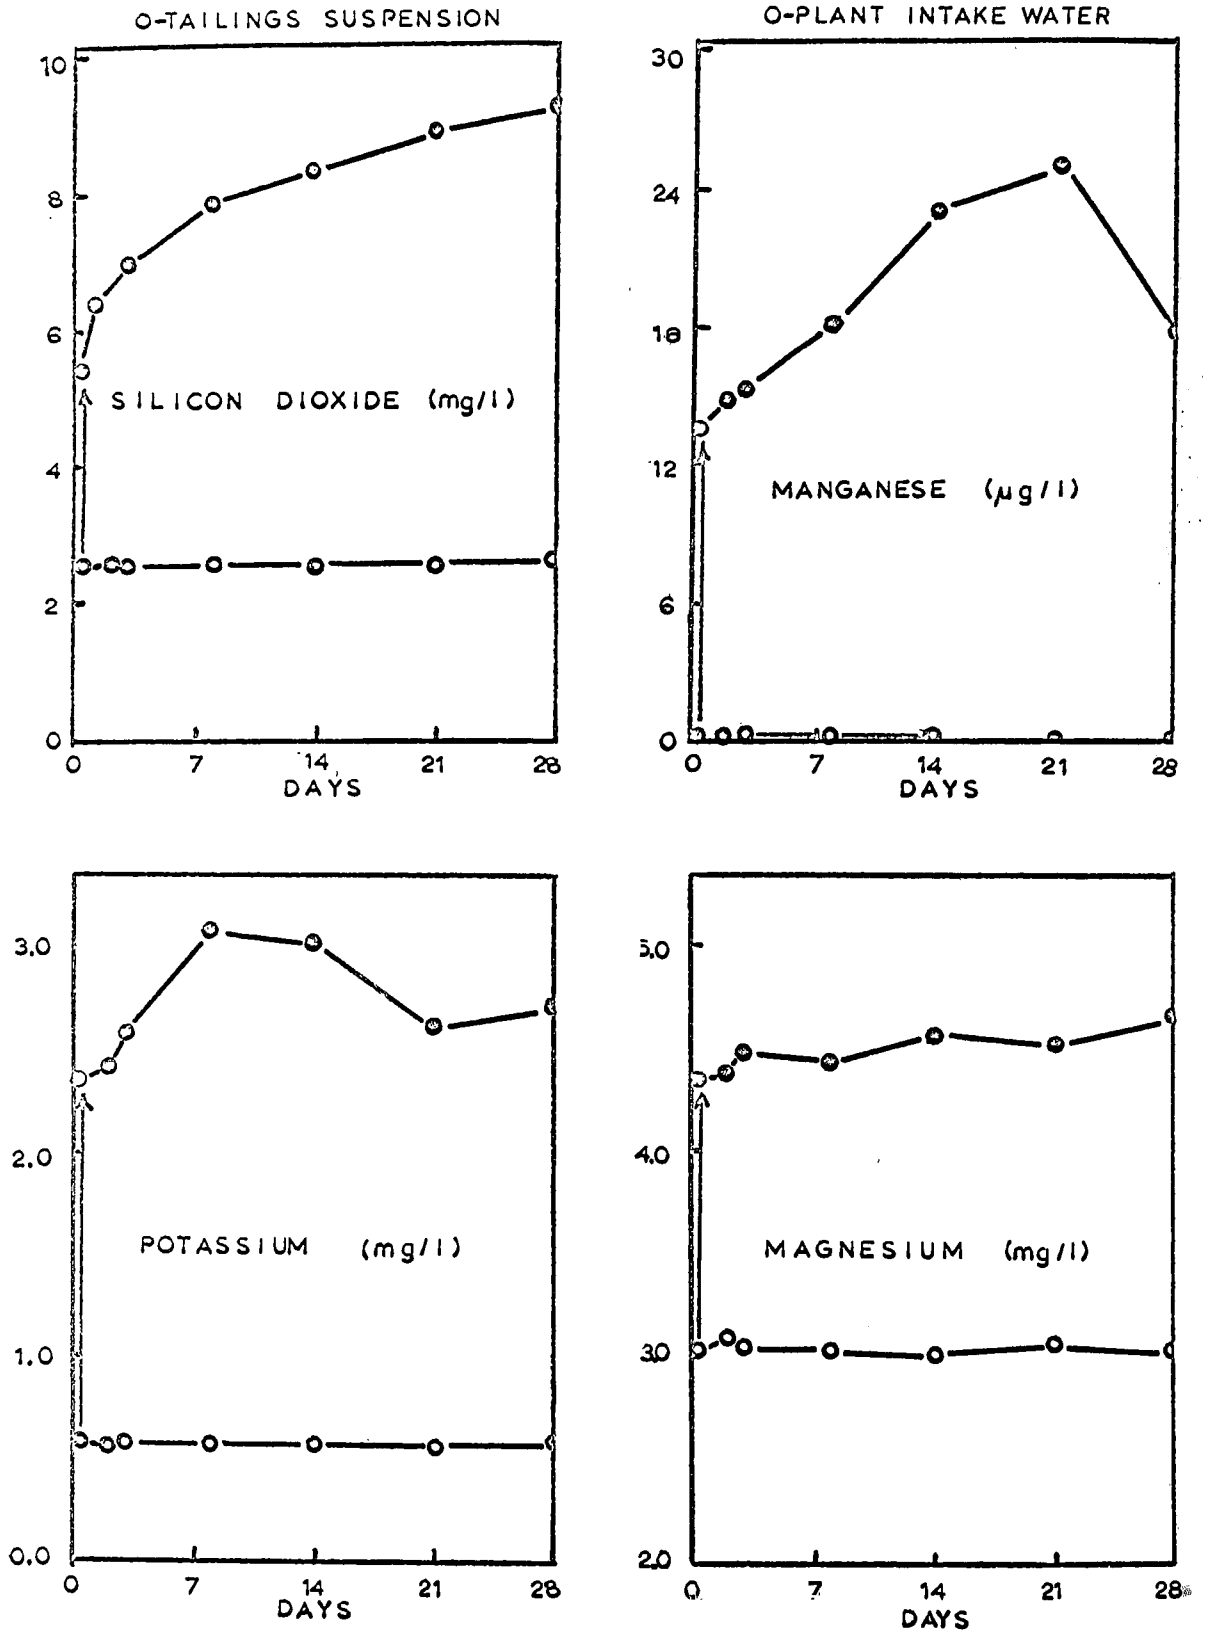 O-TAILINGS SUSPENSION
O-PLANT INTAKE WATER
10
8
6
4
2
0
SILICON DIOXIDE (mg/l)
0 7 14 21 28
DAYS
30
24
18
12
6
0
MANGANESE (µg/l)
0 7 14 21 28
DAYS
3.0
2.0
1.0
0.0
POTASSIUM (mg/l)
0 7 14 21 28
DAYS
5.0
4.0
3.0
2.0
MAGNESIUM (mg/l)
0 7 14 21 28
DAYS